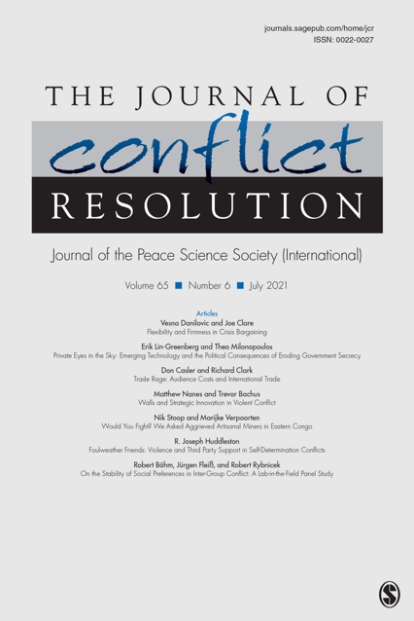 journals.sagepub.com/home/jcr
ISSN: 0022-0027
THE JOURNAL OF
conflict
RESOLUTION
Journal of the Peace Science Society (International)
Volume 65 ■ Number 6 ■ July 2021
Articles
Vesna Danilovic and Joe Clare
Flexibility and Firmness in Crisis Bargaining
Erik Lin-Greenberg and Theo Milonopoulos
Private Eyes in the Sky: Emerging Technology and the Political Consequences of Eroding Government Secrecy
Don Casler and Richard Clark
Trade Rage: Audience Costs and International Trade
Matthew Nanes and Trevor Bachus
Walls and Strategic Innovation in Violent Conflict
Nik Stoop and Marijke Verpoorten
Would You Fight? We Asked Aggrieved Artisanal Miners in Eastern Congo
R. Joseph Huddleston
Foulweather Friends: Violence and Third Party Support in Self-Determination Conflicts
Robert Böhm, Jürgen Fleiß, and Robert Rybnicek
On the Stability of Social Preferences in Inter-Group Conflict: A Lab-in-the-Field Panel Study
S